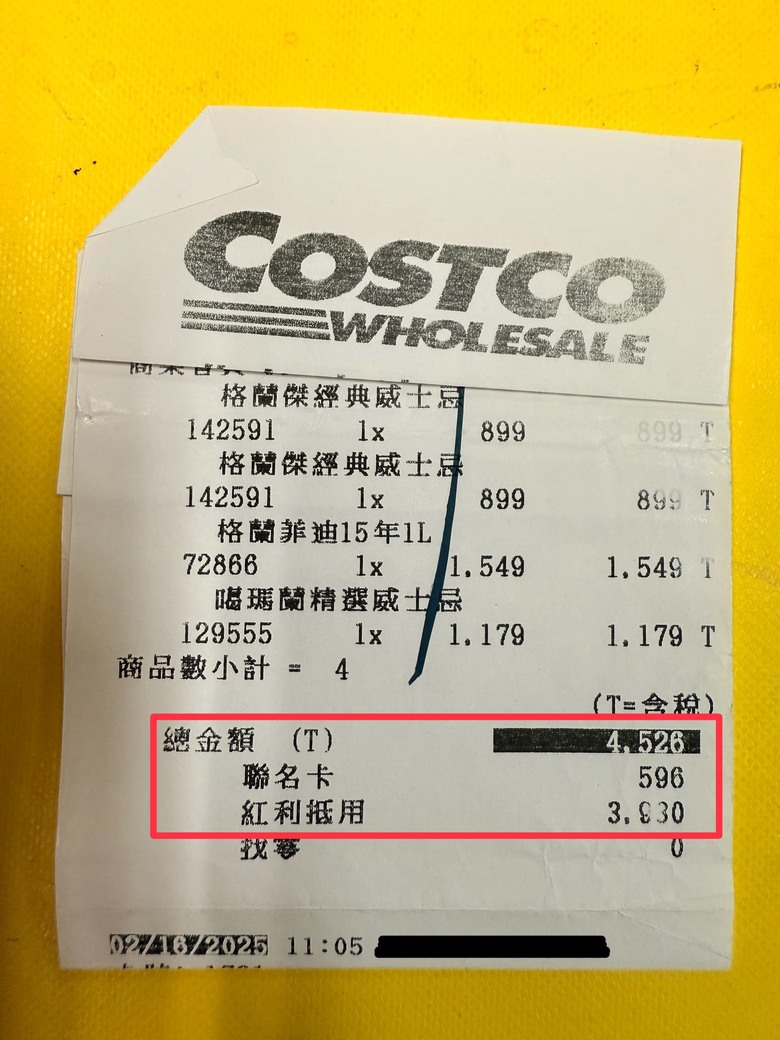 COSTCO
WHOLESALE
格蘭傑經典威士忌
142591 1x 899 899 T
格蘭傑經典威士忌
142591 1x 899 899 T
格蘭菲迪15年1L
72866 1x 1,549 1,549 T
噶瑪蘭精選威士忌
129555 1x 1,179 1,179 T
商品數小計 = 4
(T=含稅)
總金額 (T) 4,526
聯名卡 596
紅利抵用 3,930
找零 0
02/16/2025 11:05